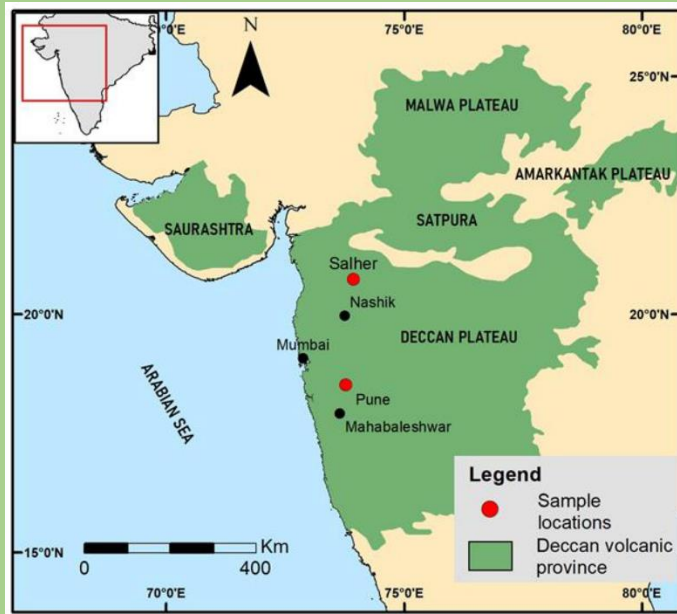 70°0'E
75°0'E
80°0'E
N
25°0'N
MALWA PLATEAU
AMARKANTAK PLATEAU
SATPURA
SAURASHTRA
Salher
Nashik
20°0'N
20°0'N
DECCAN PLATEAU
Mumbai
ARABIAN SEA
Pune
Mahabaleshwar
Legend
Sample
locations
Deccan volcanic
province
Km
0
400
15°0'N
70°0'E
75°0'E
80°0'E